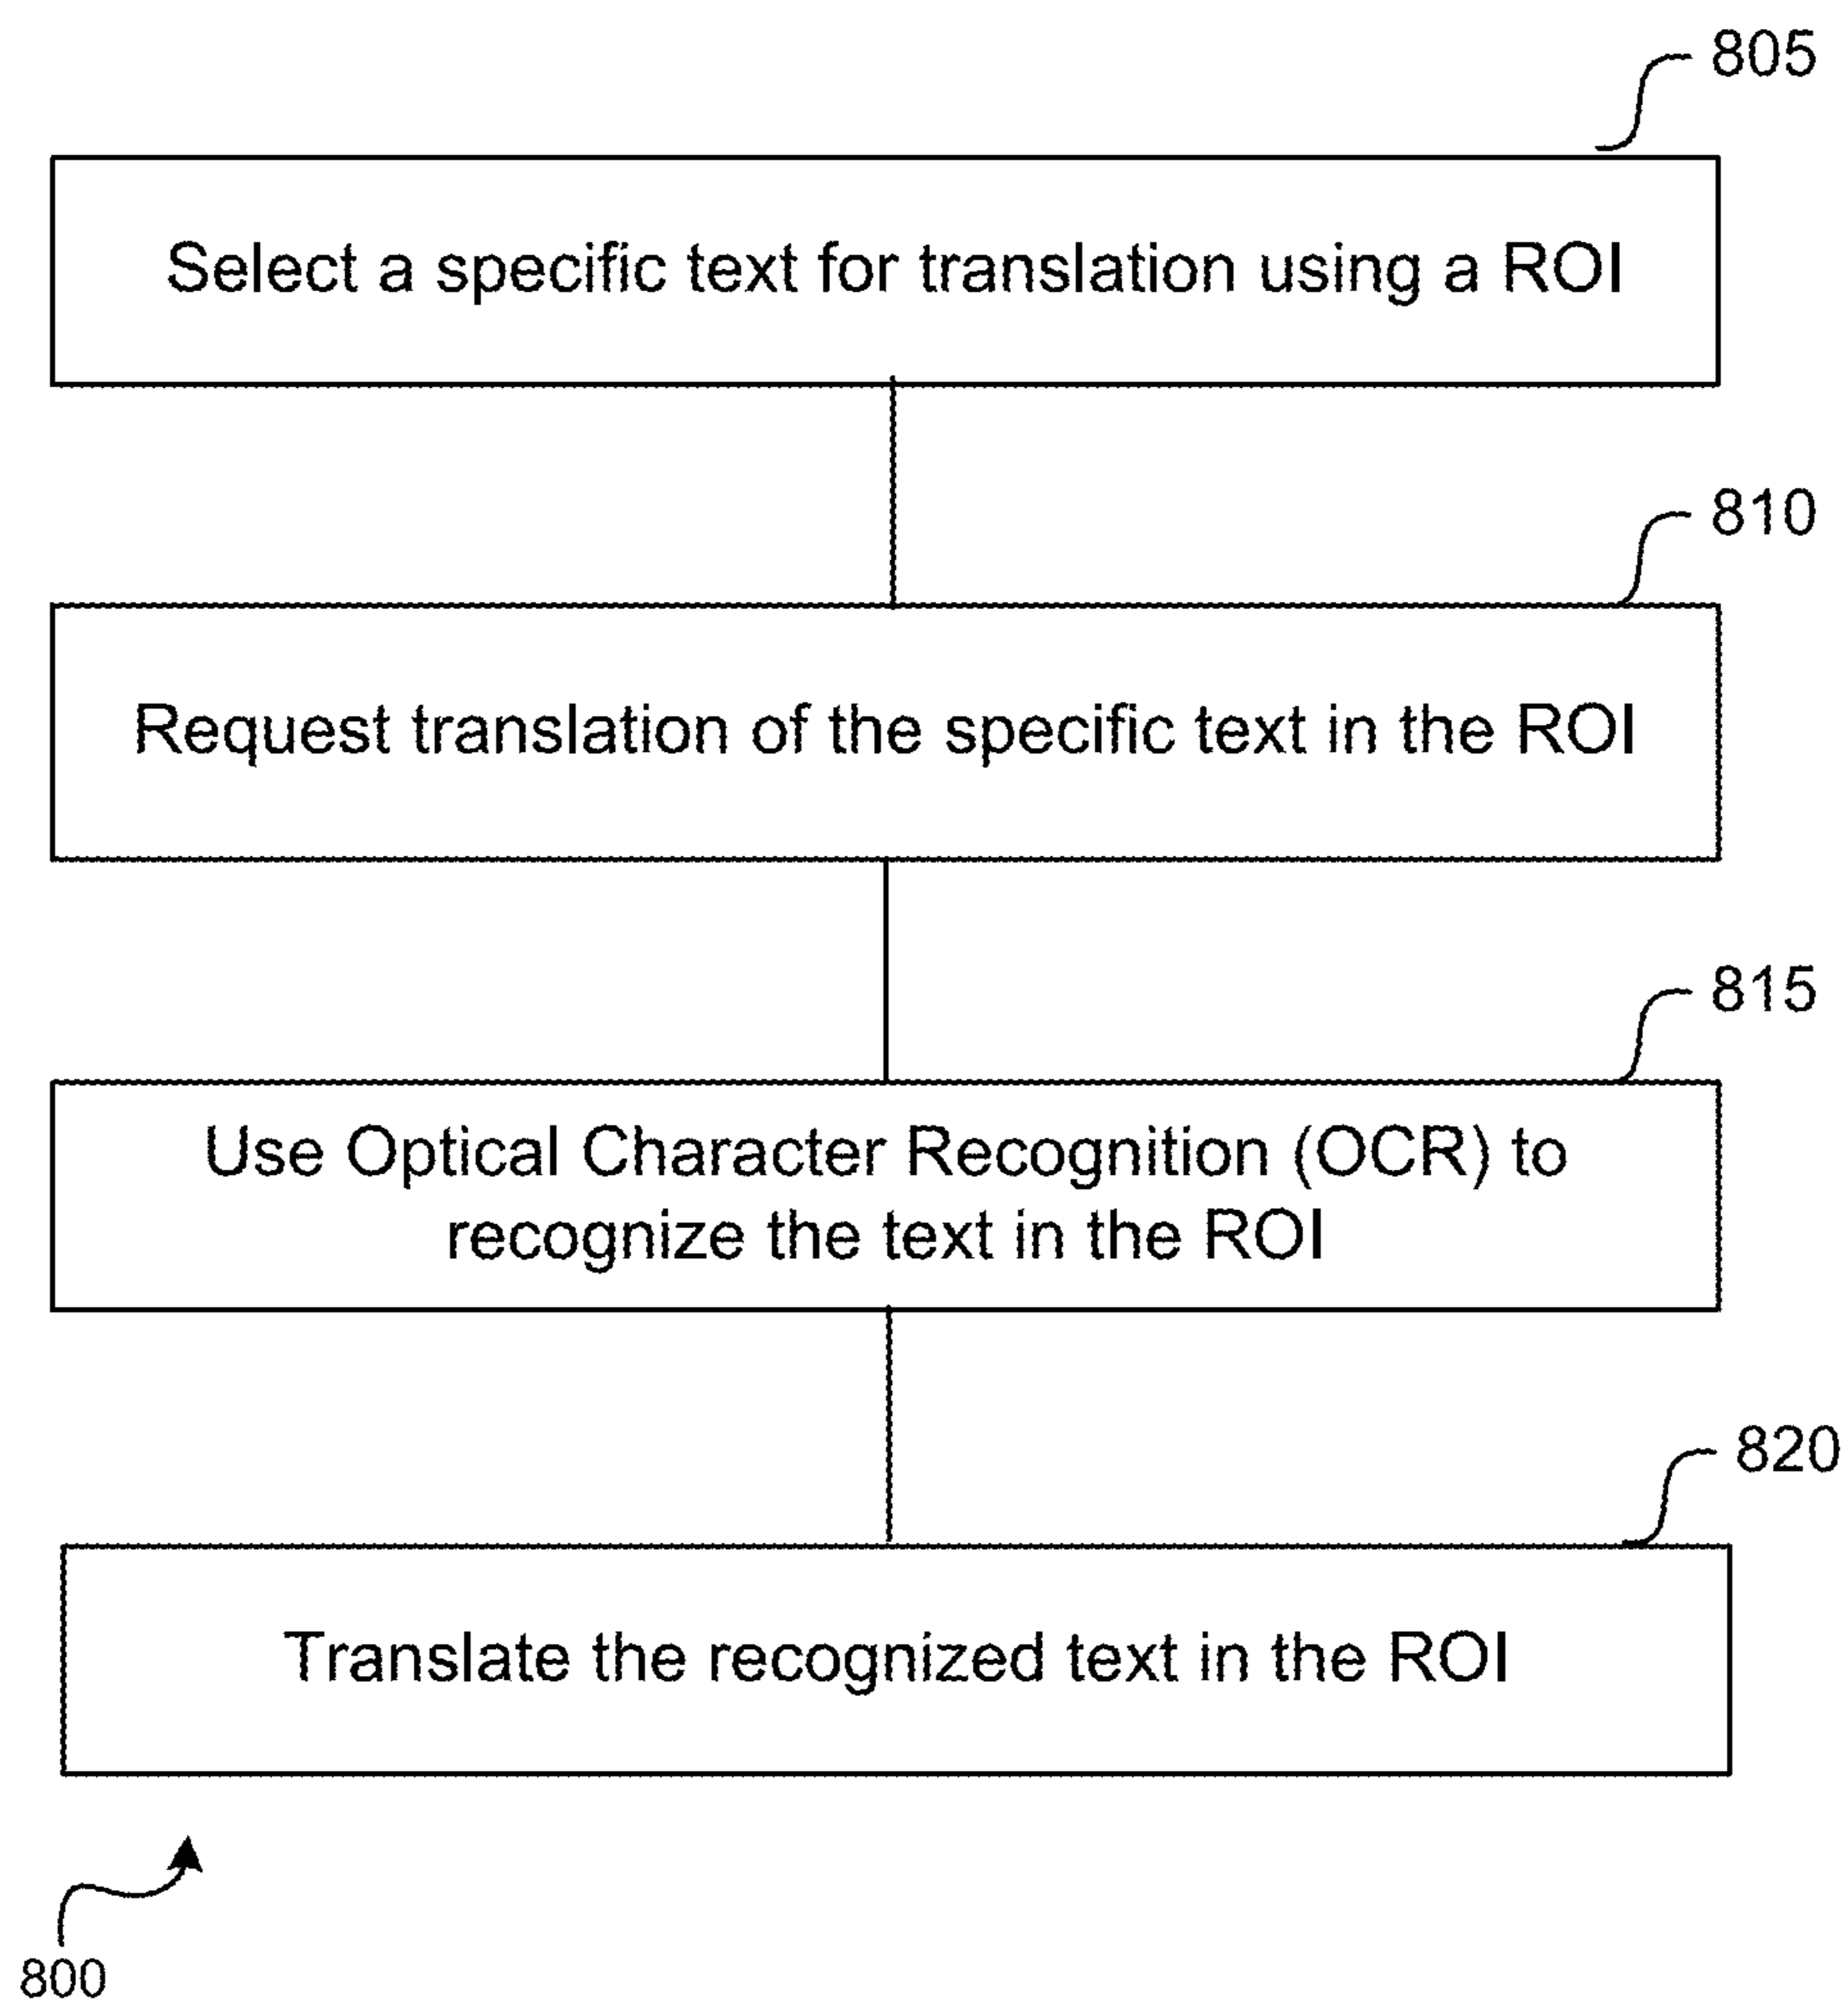 805
Select a specific text for translation using a ROI
810
Request translation of the specific text in the ROI
815
Use Optical Character Recognition (OCR) to
recognize the text in the ROI
820
Translate the recognized text in the ROI
800